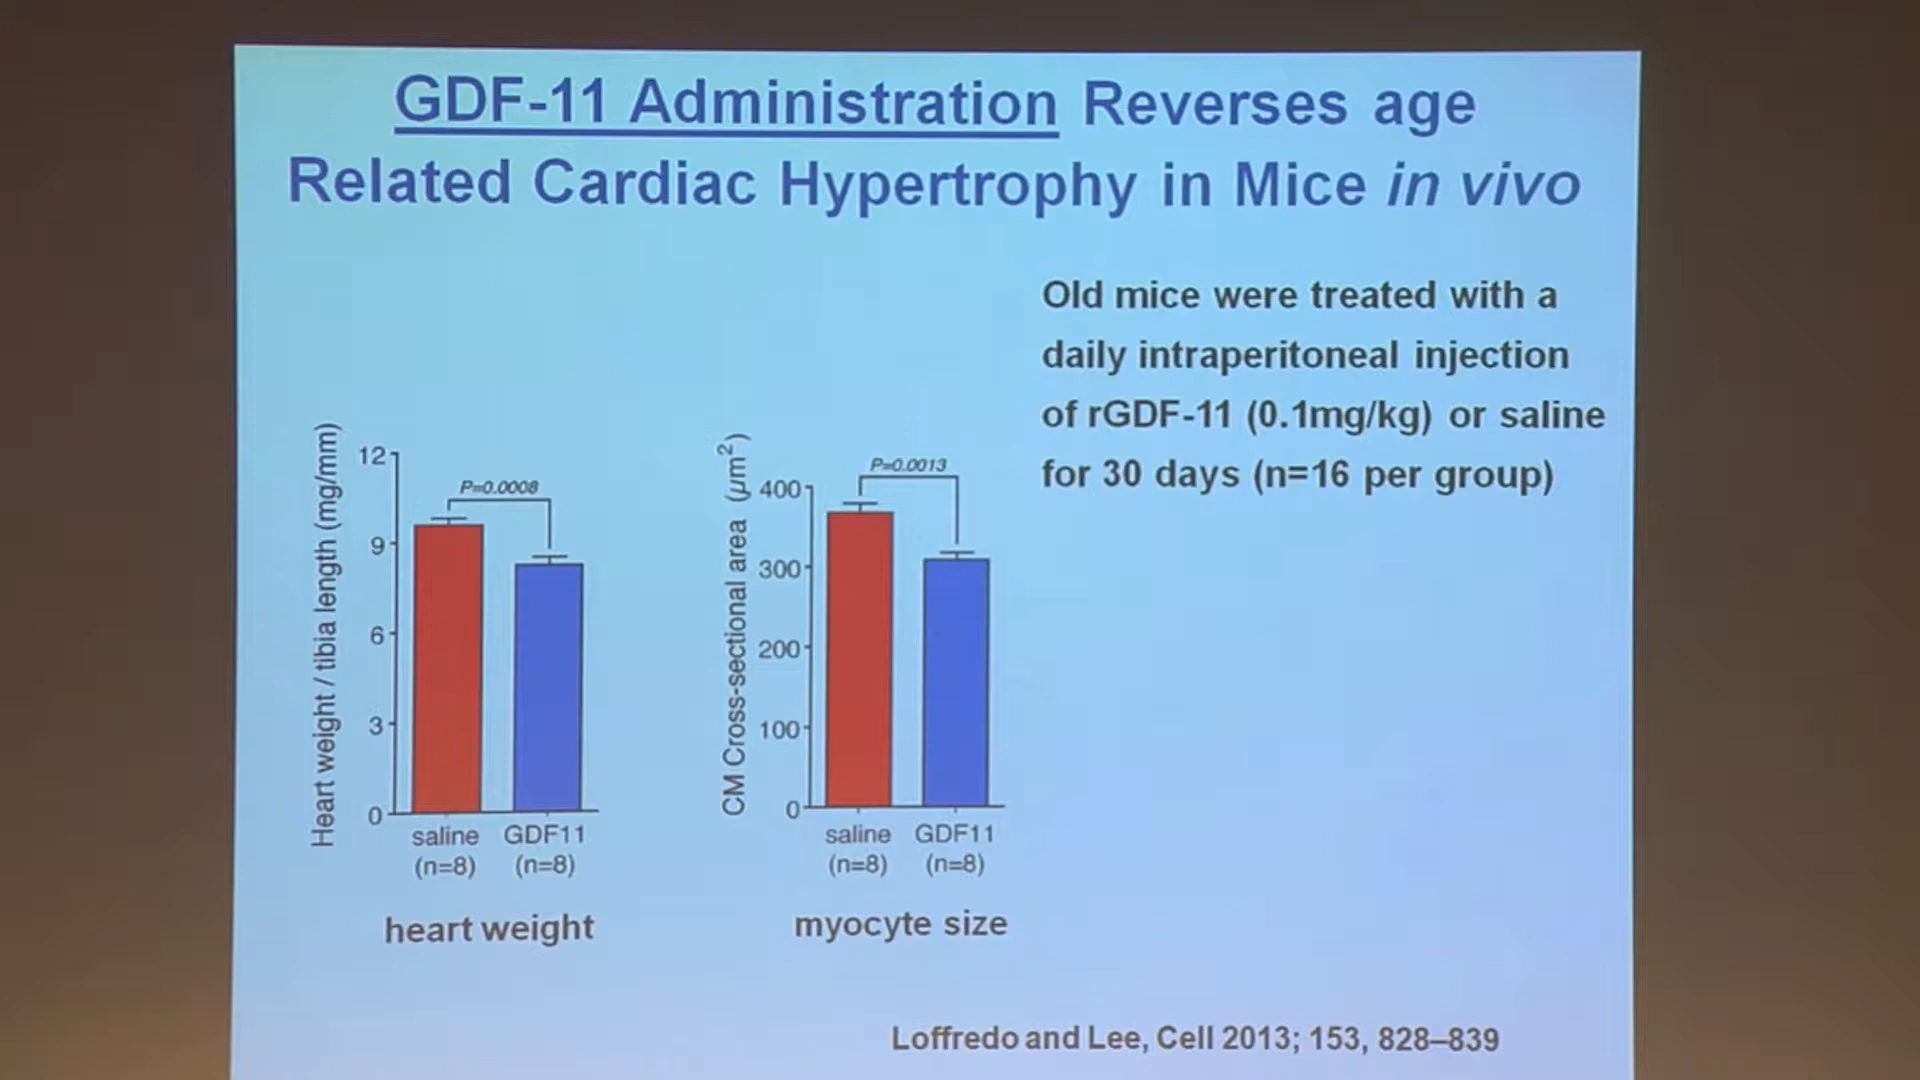 GDF-11 Administration Reverses age
Related Cardiac Hypertrophy in Mice in vivo
Old mice were treated with a
daily intraperitoneal injection
of rGDF-11 (0.1mg/kg) or saline
for 30 days (n=16 per group)
Heart weight / tibia length (mg/mm)
12
9
6
3
0
P=0.0008
saline
(n=8)
GDF11
(n=8)
heart weight
CM Cross-sectional area (µm²)
400
300
200
100
0
P=0.0013
saline
(n=8)
GDF11
(n=8)
myocyte size
Loffredo and Lee, Cell 2013; 153, 828–839